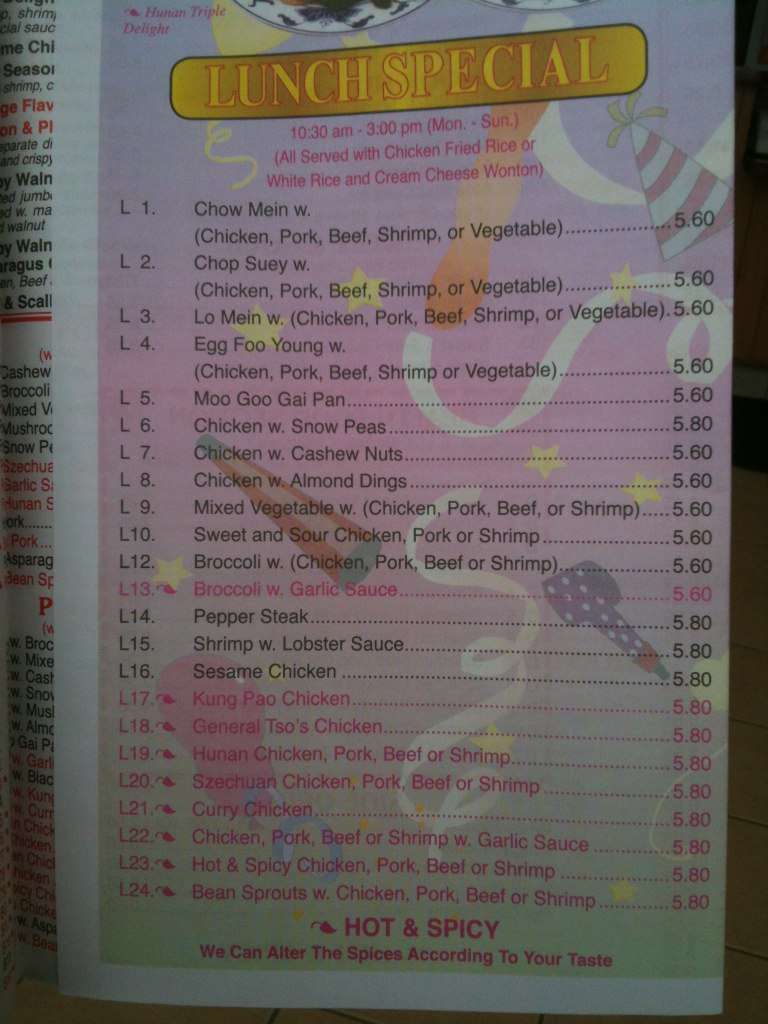 Hunan Triple
Delight
LUNCH SPECIAL
10:30 am - 3:00 pm (Mon. - Sun.)
(All Served with Chicken Fried Rice or
White Rice and Cream Cheese Wonton)
L 1. Chow Mein w.
(Chicken, Pork, Beef, Shrimp, or Vegetable)....................5.60
L 2. Chop Suey w.
(Chicken, Pork, Beef, Shrimp, or Vegetable)....................5.60
L 3. Lo Mein w. (Chicken, Pork, Beef, Shrimp, or Vegetable).5.60
L 4. Egg Foo Young w.
(Chicken, Pork, Beef, Shrimp or Vegetable).....................5.60
L 5. Moo Goo Gai Pan.............................................................5.60
L 6. Chicken w. Snow Peas.....................................................5.80
L 7. Chicken w. Cashew Nuts..................................................5.60
L 8. Chicken w. Almond Dings.................................................5.60
L 9. Mixed Vegetable w. (Chicken, Pork, Beef, or Shrimp).....5.60
L10. Sweet and Sour Chicken, Pork or Shrimp.......................5.60
L12. Broccoli w. (Chicken, Pork, Beef or Shrimp)....................5.60
L13. Broccoli w. Garlic Sauce..................................................5.60
L14. Pepper Steak...................................................................5.80
L15. Shrimp w. Lobster Sauce.................................................5.80
L16. Sesame Chicken .............................................................5.80
L17. Kung Pao Chicken...........................................................5.80
L18. General Tso's Chicken.....................................................5.80
L19. Hunan Chicken, Pork, Beef or Shrimp.............................5.80
L20. Szechuan Chicken, Pork, Beef or Shrimp .......................5.80
L21. Curry Chicken..................................................................5.80
L22. Chicken, Pork, Beef or Shrimp w. Garlic Sauce ..............5.80
L23. Hot & Spicy Chicken, Pork, Beef or Shrimp ....................5.80
L24. Bean Sprouts w. Chicken, Pork, Beef or Shrimp.............5.80
HOT & SPICY
We Can Alter The Spices According To Your Taste